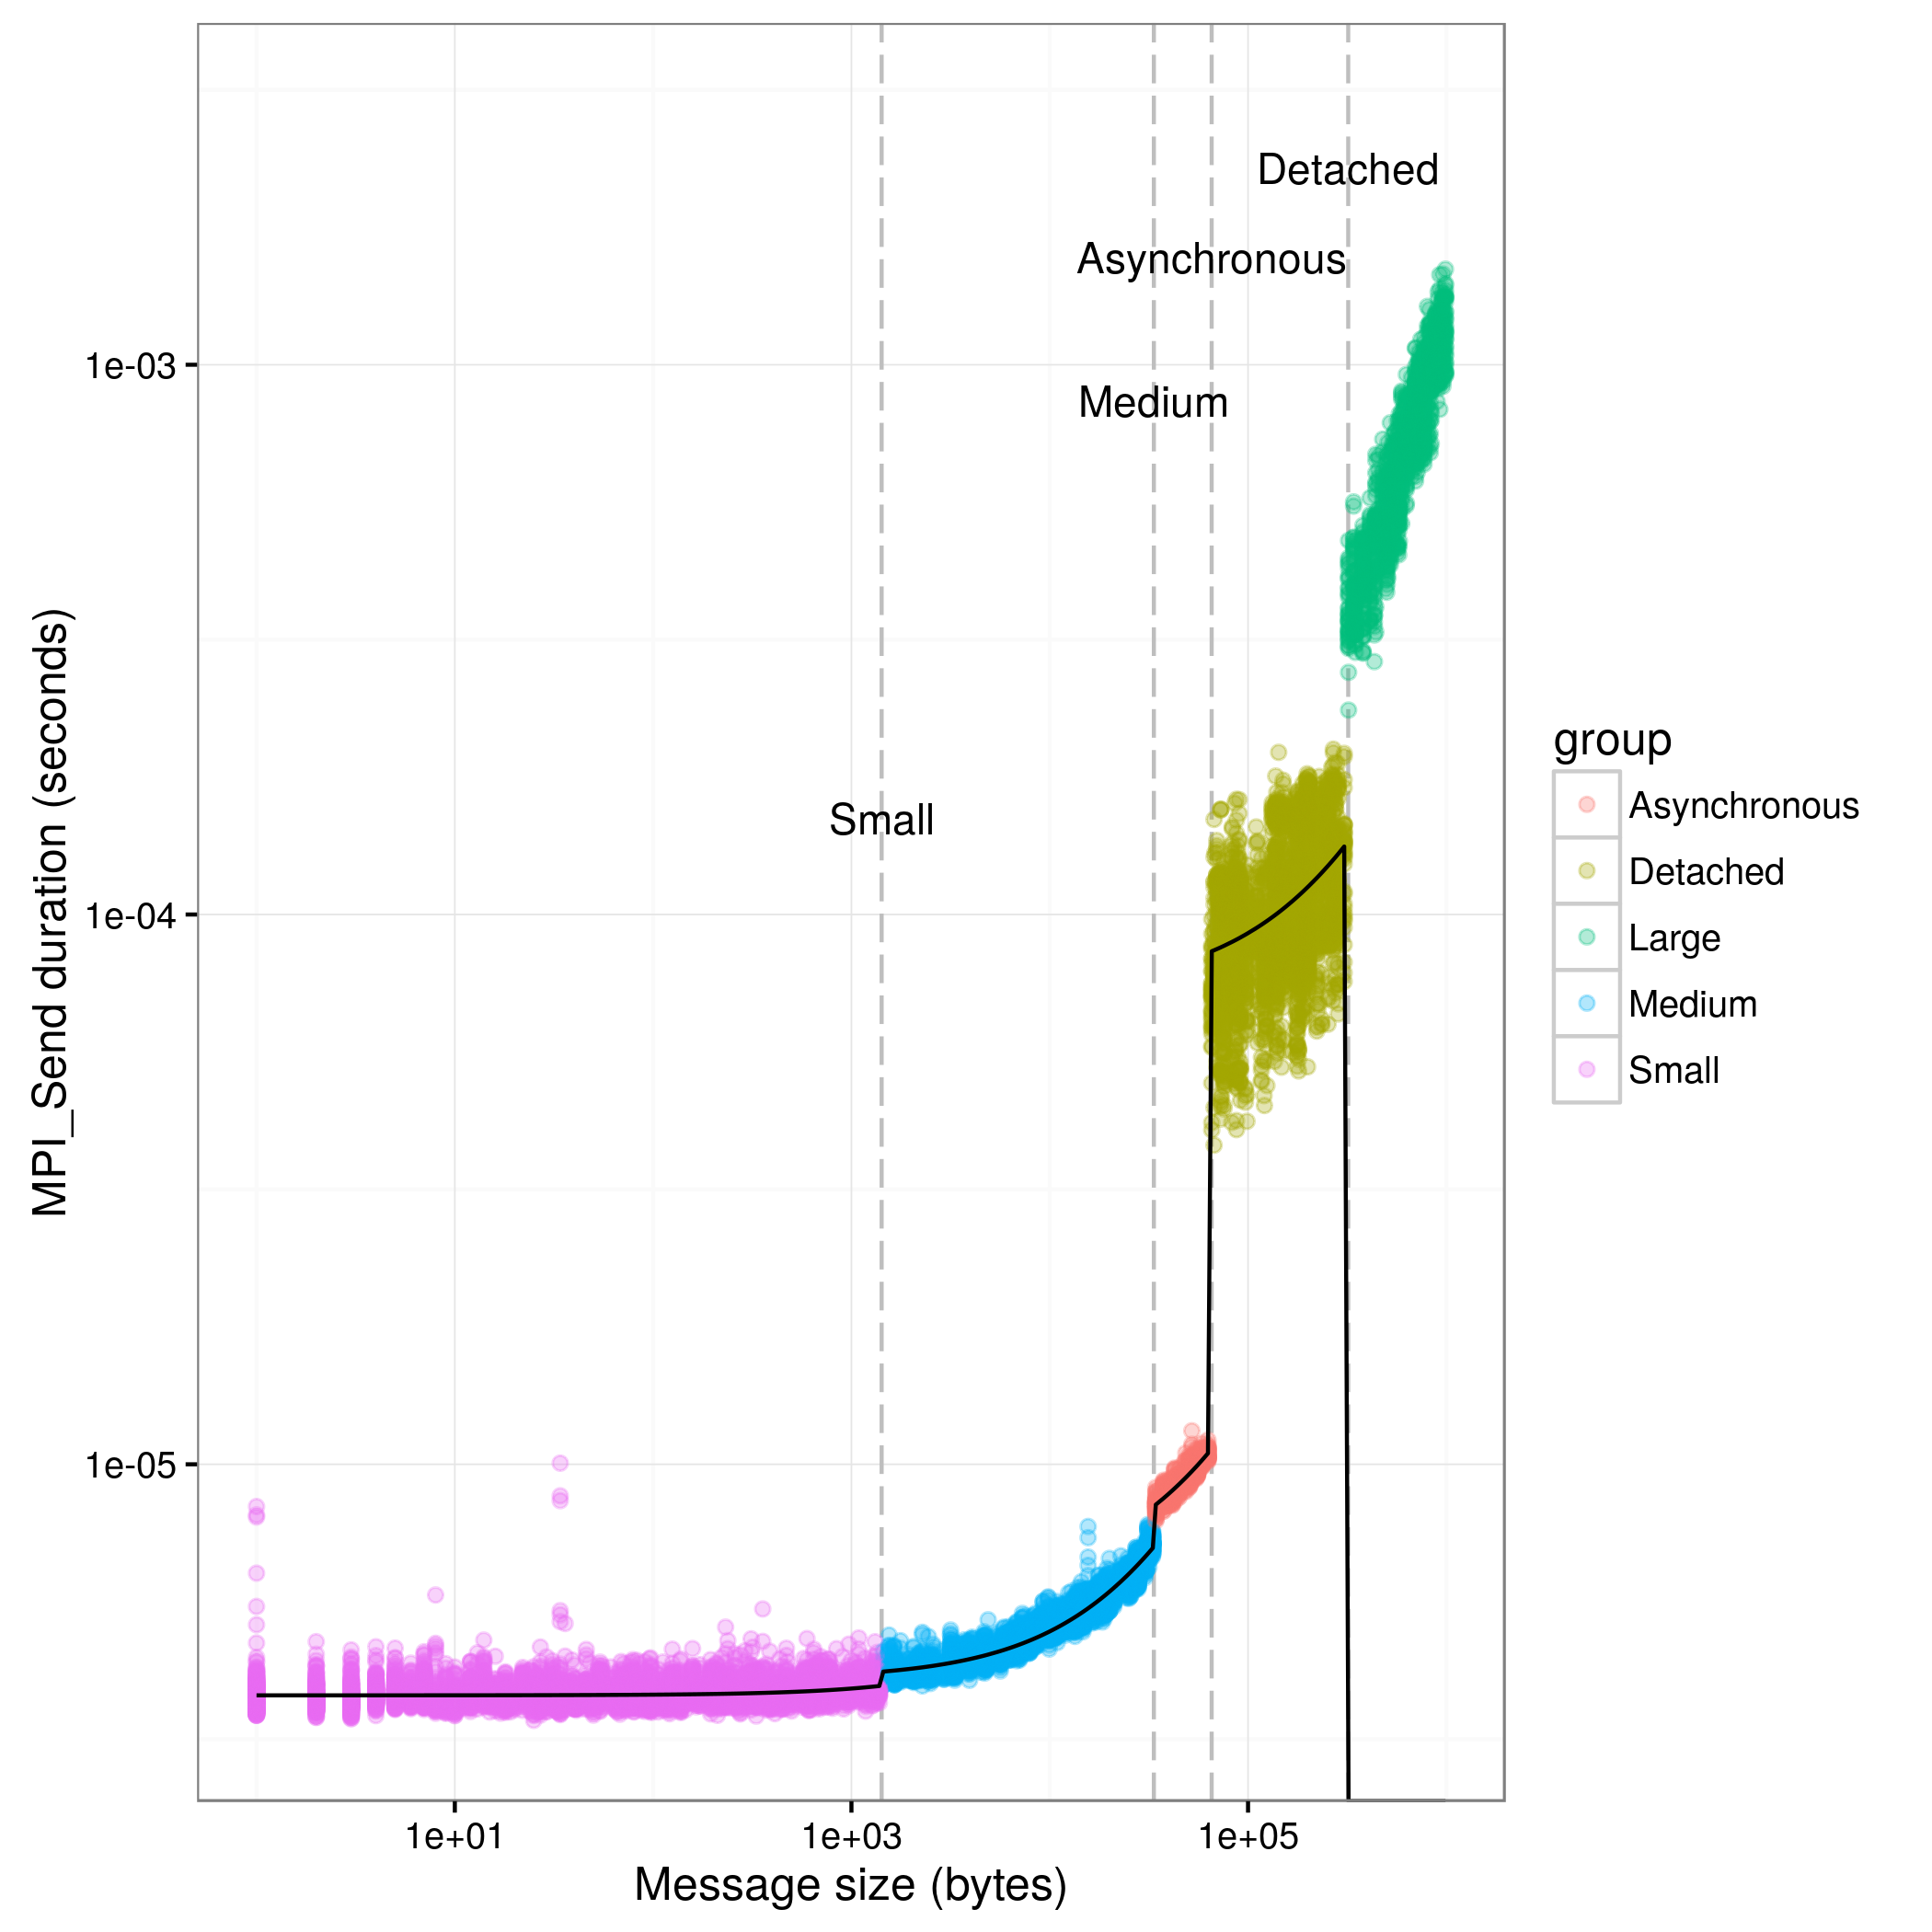 Detached
Asynchronous
1e-03
Medium
Small
1e-04
1e-05
MPI_Send duration (seconds)
1e+01
1e+03
1e+05
Message size (bytes)
group
Asynchronous
Detached
Large
Medium
Small